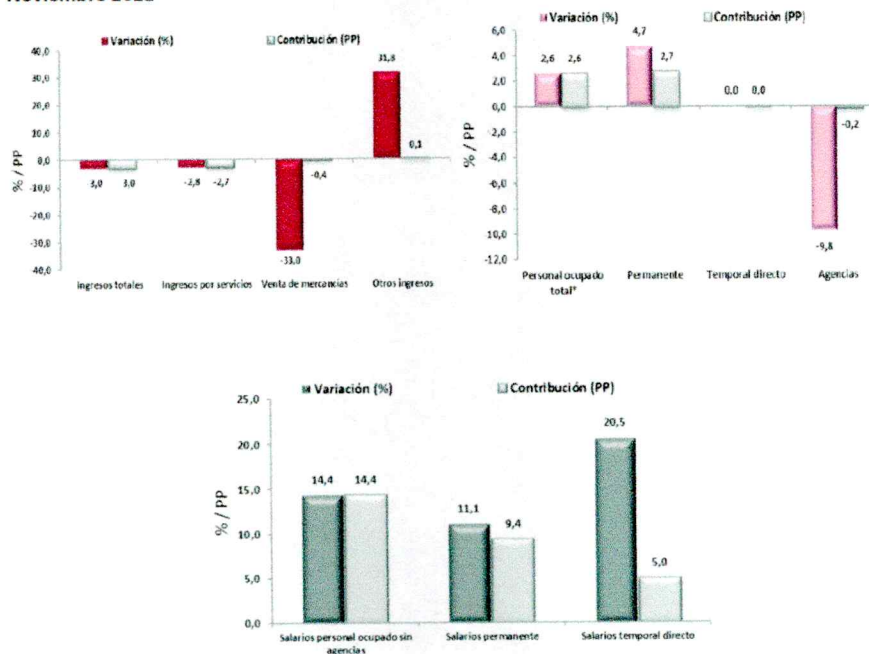 Variación (%) Contribución (PP)
40,0
30,0
20,0
10,0
0,0
-10,0
-20,0
-30,0
40,0
% / PP
3,0 3,0 -2,8 -2,7 -33,0 -0,4 31,8 0,1
Ingresos totales Ingresos por servicios Venta de mercancías Otros ingresos
Variación (%) Contribución (PP)
6,0
4,0
2,0
0,0
-2,0
-4,0
-6,0
-8,0
-10,0
-12,0
% / PP
2,6 2,6 4,7 2,7 0,0 0,0 -9,8 -0,2
Personal ocupado Permanente Temporal directo Agencias
total*
Variación (%) Contribución (PP)
25,0
20,0
15,0
10,0
5,0
0,0
% / PP
14,4 14,4 11,1 9,4 20,5 5,0
Salarios personal ocupado sin Salarios permanente Salarios temporal directo
agencias